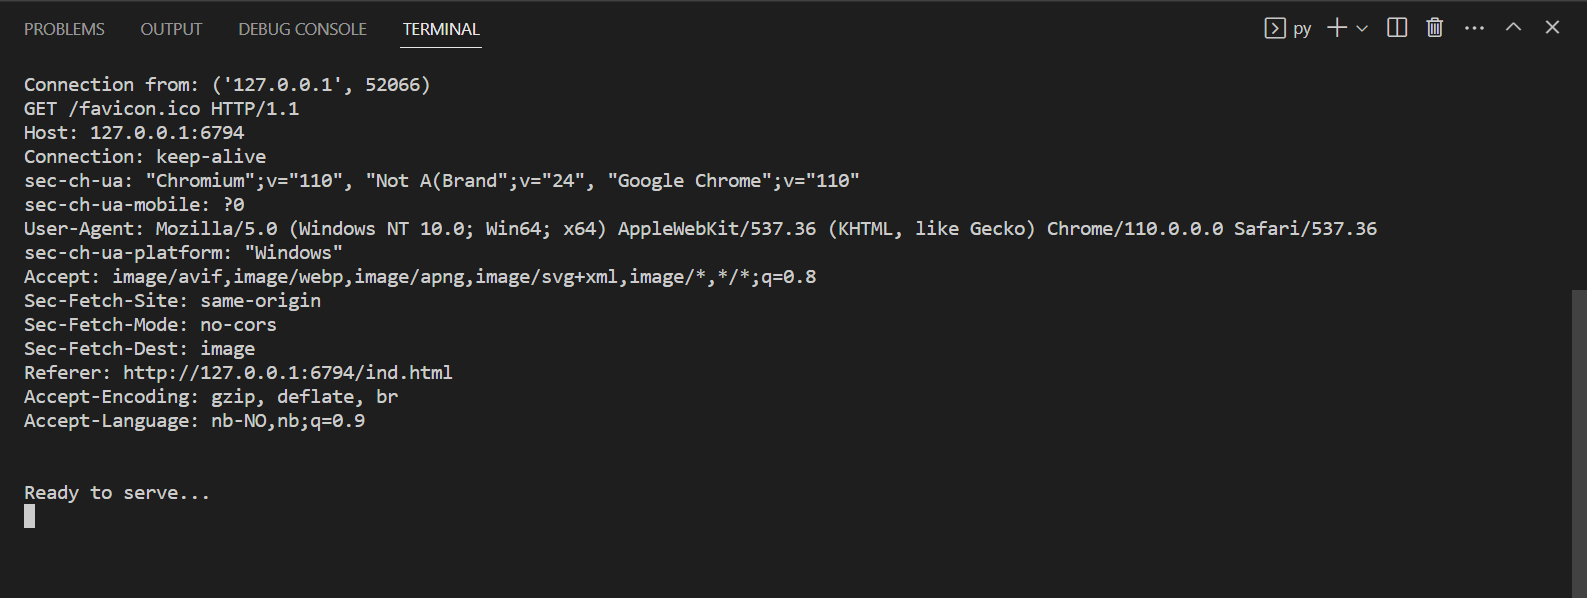 PROBLEMS OUTPUT DEBUG CONSOLE TERMINAL py
Connection from: ('127.0.0.1', 52066)
GET /favicon.ico HTTP/1.1
Host: 127.0.0.1:6794
Connection: keep-alive
sec-ch-ua: "Chromium";v="110", "Not A(Brand";v="24", "Google Chrome";v="110"
sec-ch-ua-mobile: ?0
User-Agent: Mozilla/5.0 (Windows NT 10.0; Win64; x64) AppleWebKit/537.36 (KHTML, like Gecko) Chrome/110.0.0.0 Safari/537.36
sec-ch-ua-platform: "Windows"
Accept: image/avif,image/webp,image/apng,image/svg+xml,image/*,*/*;q=0.8
Sec-Fetch-Site: same-origin
Sec-Fetch-Mode: no-cors
Sec-Fetch-Dest: image
Referer: http://127.0.0.1:6794/ind.html
Accept-Encoding: gzip, deflate, br
Accept-Language: nb-NO,nb;q=0.9
Ready to serve...